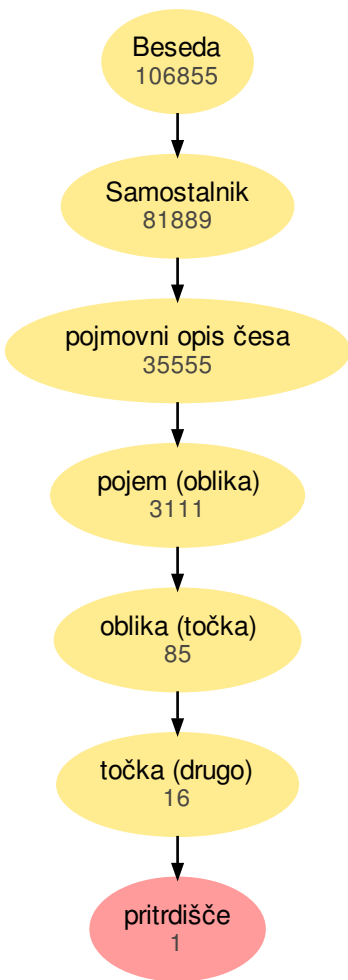 Beseda
106855
Samostalnik
81889
pojmovni opis česa
35555
pojem (oblika)
3111
oblika (točka)
85
točka (drugo)
16
pritrdišče
1